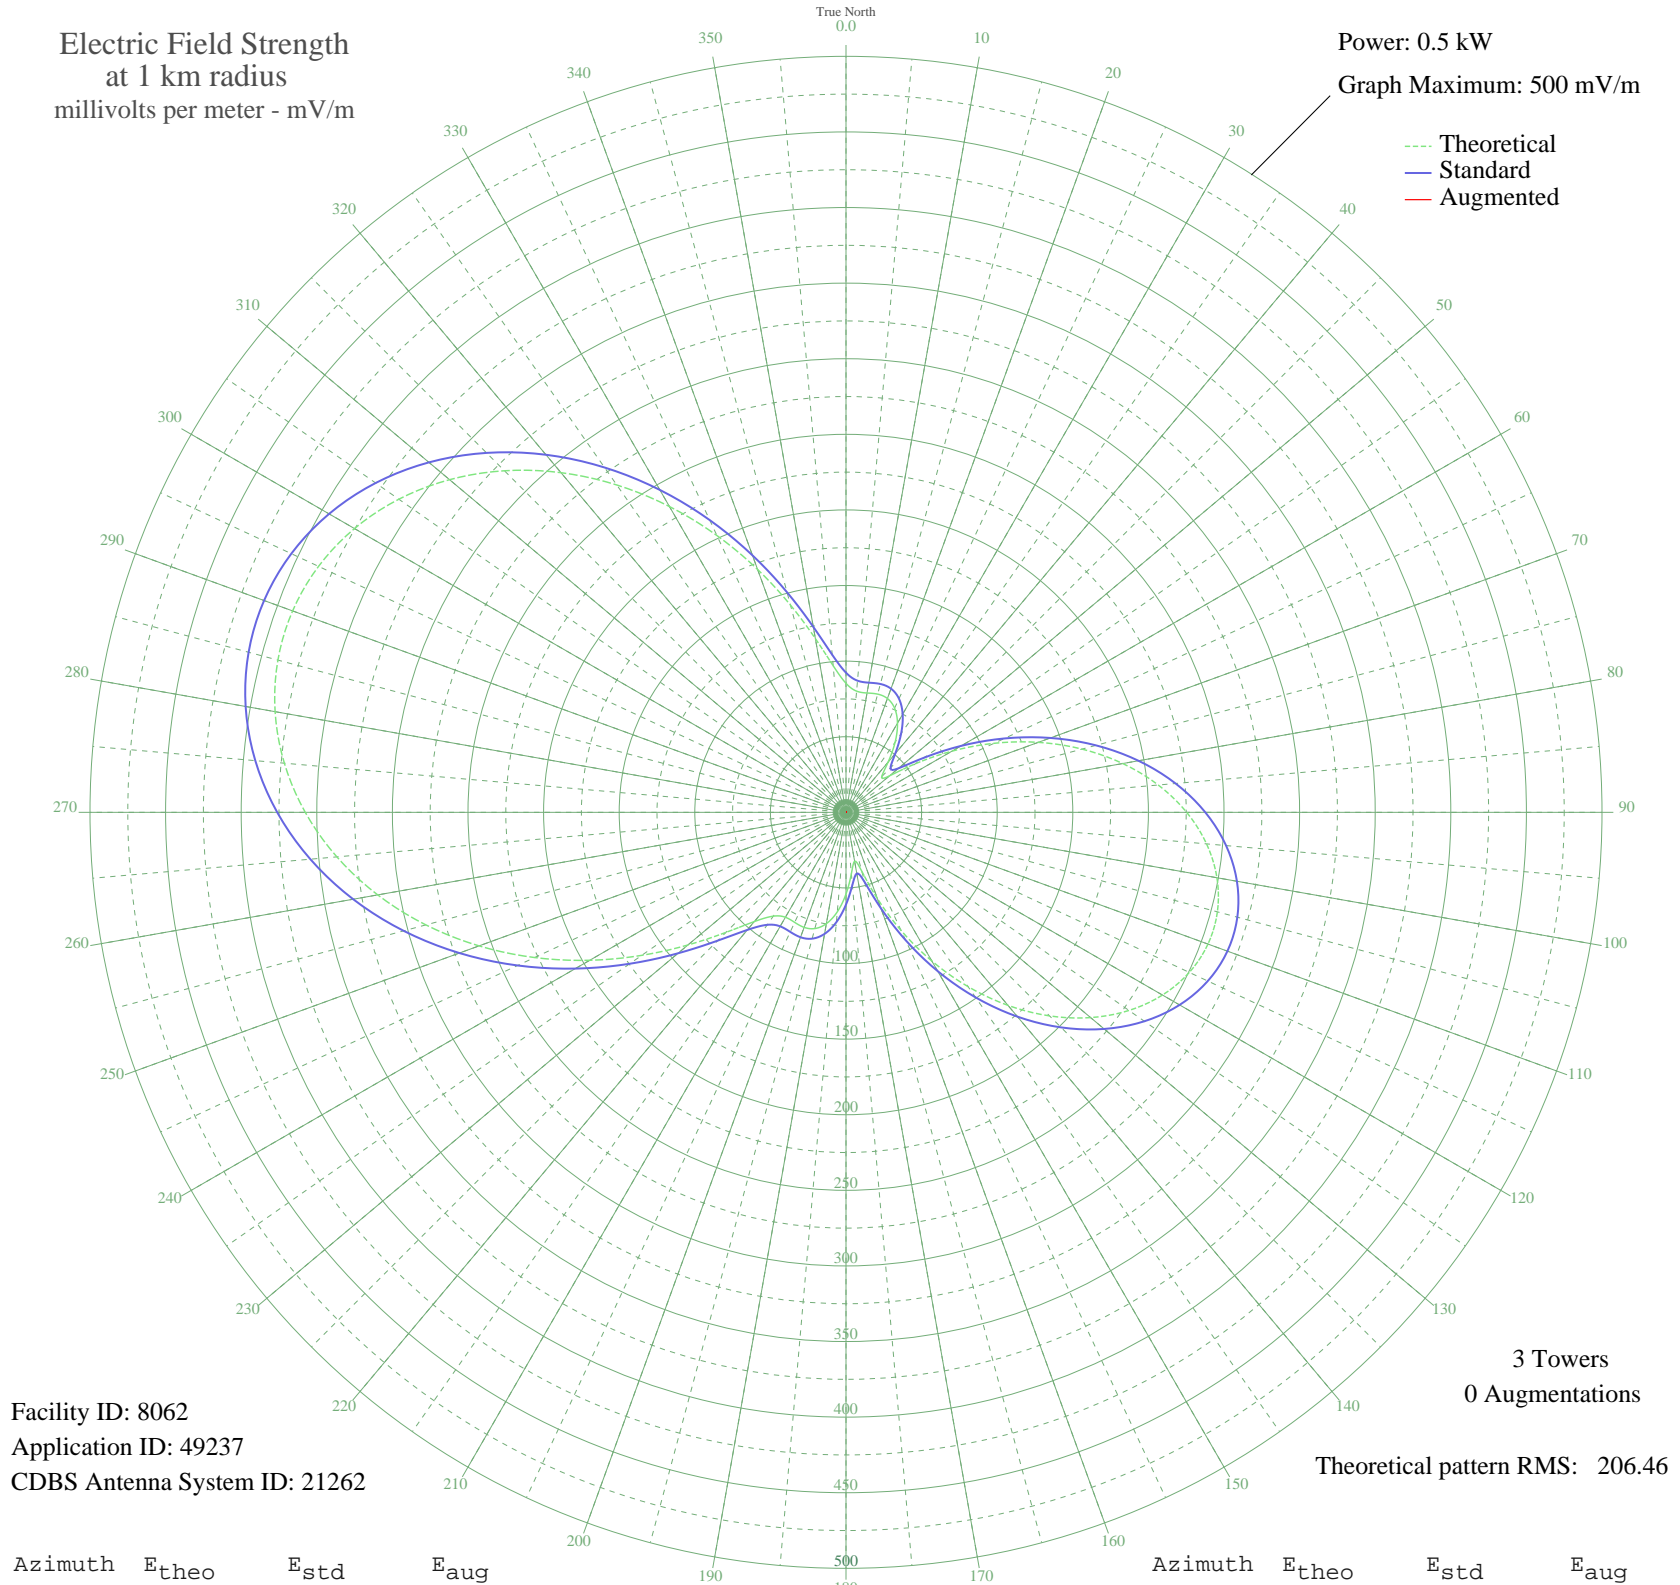 True North
Electric Field Strength
at 1 km radius
millivolts per meter - mV/m
Power: 0.5 kW
Graph Maximum: 500 mV/m
Theoretical
Standard
Augmented
0.0
10
20
30
40
50
60
70
80
90
100
110
120
130
140
150
160
170
190
200
210
220
230
240
250
260
270
280
290
300
310
320
330
340
350
100
150
200
250
300
350
400
450
500
3 Towers
0 Augmentations
Theoretical pattern RMS: 206.46
Facility ID: 8062
Application ID: 49237
CDBS Antenna System ID: 21262
Azimuth Etheo Estd Eaug
Azimuth Etheo Estd Eaug